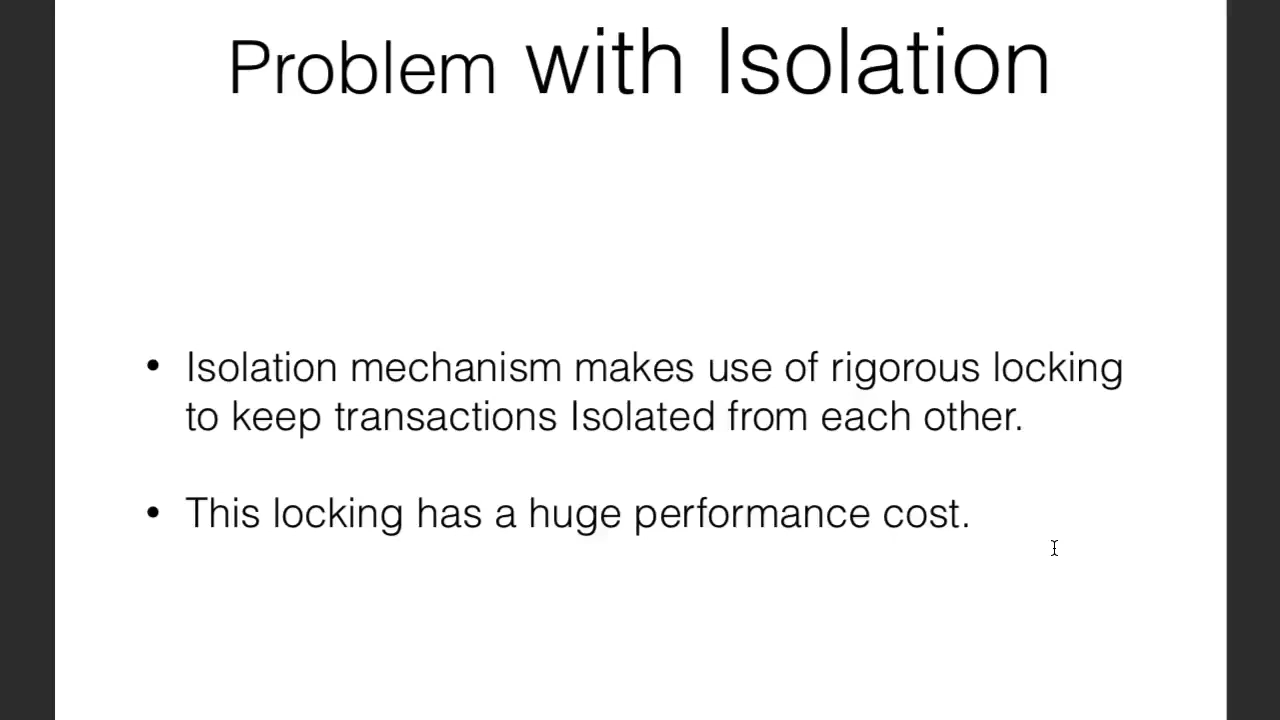 Problem with Isolation
• Isolation mechanism makes use of rigorous locking
to keep transactions Isolated from each other.
• This locking has a huge performance cost.